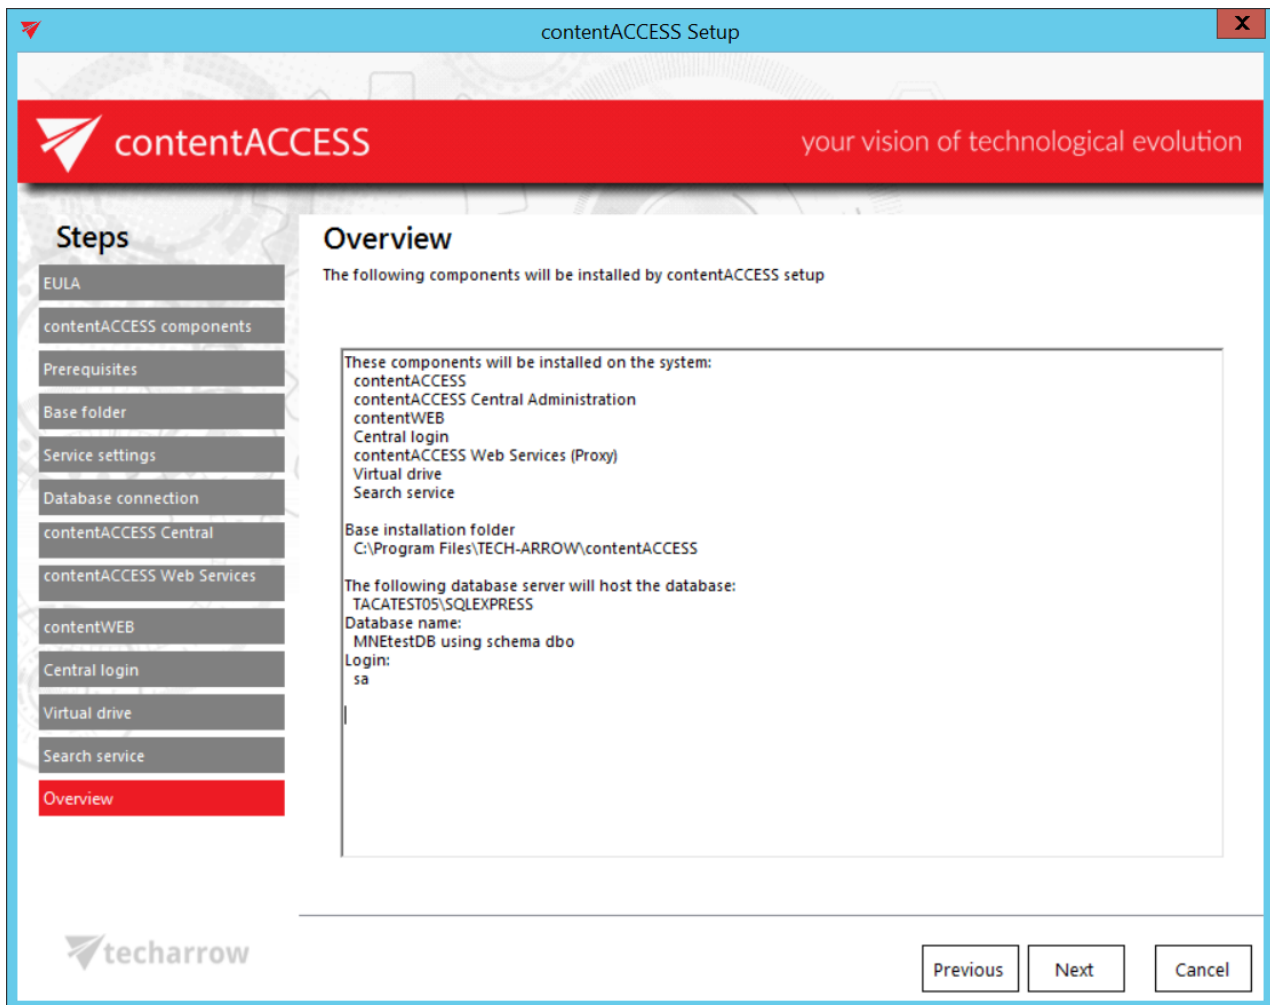 contentACCESS Setup
X
contentACCESS
your vision of technological evolution
Steps
EULA
contentACCESS components
Prerequisites
Base folder
Service settings
Database connection
contentACCESS Central
contentACCESS Web Services
contentWEB
Central login
Virtual drive
Search service
Overview
Overview
The following components will be installed by contentACCESS setup
These components will be installed on the system:
contentACCESS
contentACCESS Central Administration
contentWEB
Central login
contentACCESS Web Services (Proxy)
Virtual drive
Search service
Base installation folder
C:\Program Files\TECH-ARROW\contentACCESS
The following database server will host the database:
TACATEST05\SQLEXPRESS
Database name:
MNEtestDB using schema dbo
Login:
sa
techarrow
Previous
Next
Cancel